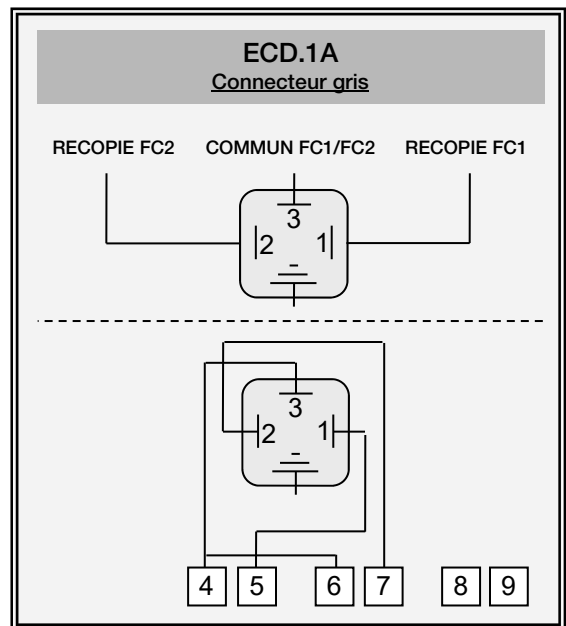 ECD.1A
Connecteur gris
RECOPIE FC2 COMMUN FC1/FC2 RECOPIE FC1
3
2 1
-
3
2 1
-
4 5 6 7 8 9